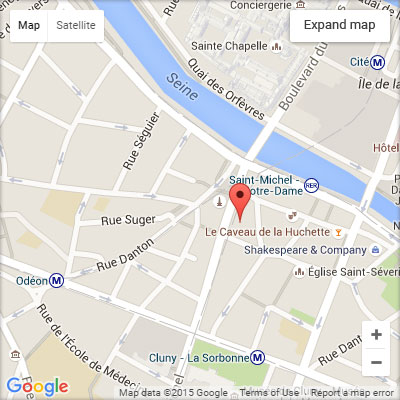 Map
Satellite
Expand map
Conciergerie
Sainte Chapelle
Cité
M
Île de la
Boulevard du
Quai des Orfèvres
Seine
Rue Séguier
Hôtel
Saint-Michel -
Notre-Dame
RER
Rue Suger
Le Caveau de la Huchette
Rue Danton
Shakespeare & Company
Église Saint-Séveri
Odéon
M
Rue de l'École de Médec
Cluny - La Sorbonne
M
Rue Dant
+
−
Google
Map data ©2015 Google
Terms of Use
Report a map error